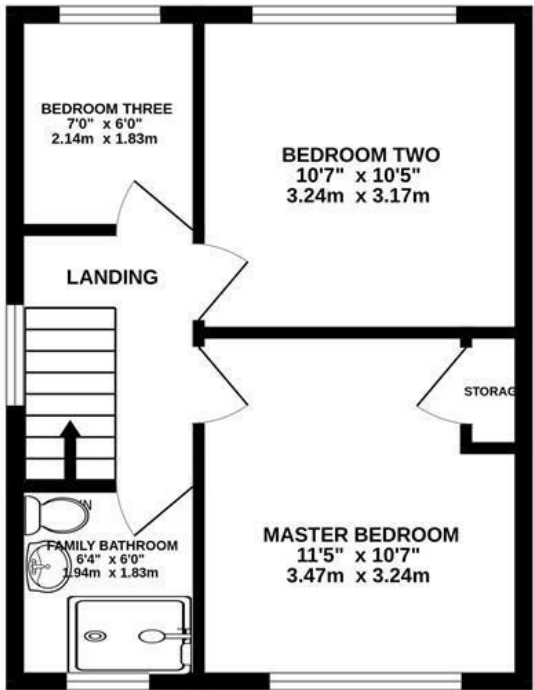 BEDROOM THREE
7'0" x 6'0"
2.14m x 1.83m
BEDROOM TWO
10'7" x 10'5"
3.24m x 3.17m
LANDING
STORAG
MASTER BEDROOM
11'5" x 10'7"
3.47m x 3.24m
FAMILY BATHROOM
6'4" x 6'0"
1.94m x 1.83m